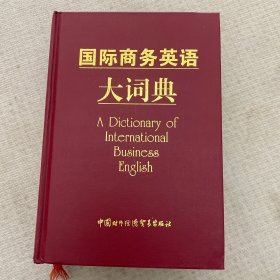 国际商务英语
大词典
A Dictionary of
International
Business
English
中国对外经济贸易出版社